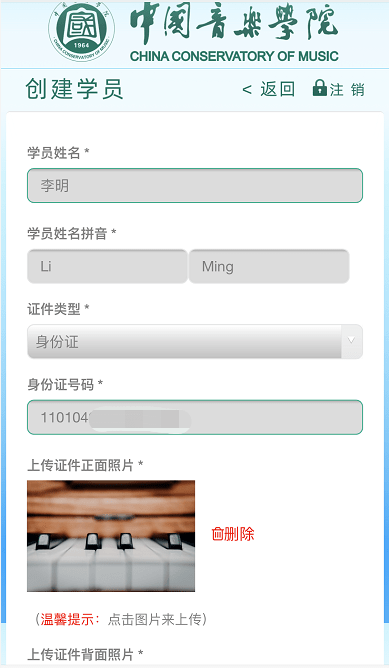 中國音樂學院
1964
CHINA CONSERVATORY OF MUSIC
创建学员
< 返回
注 销
学员姓名 *
李明
学员姓名拼音 *
Li
Ming
证件类型 *
身份证
身份证号码 *
110104
上传证件正面照片 *
删除
（温馨提示：点击图片来上传）
上传证件背面照片 *